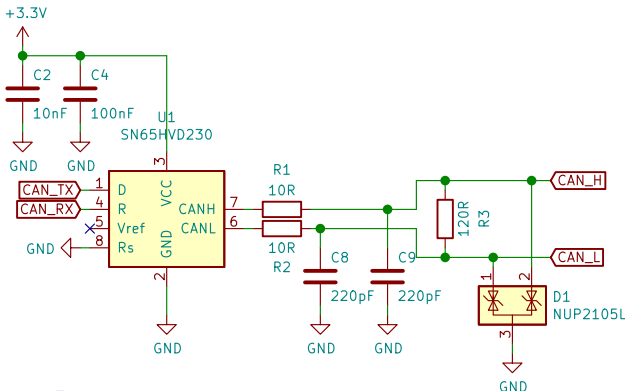 +3.3V
C2
10nF
C4
100nF
GND
GND
U1
SN65HVD230
3
VCC
CAN_TX
1
D
CAN_RX
4
R
5
Vref
GND
8
Rs
GND
2
GND
7
CANH
6
CANL
R1
10R
10R
R2
C8
220pF
GND
C9
220pF
GND
120R
R3
CAN_H
CAN_L
1
2
D1
NUP2105L
3
GND